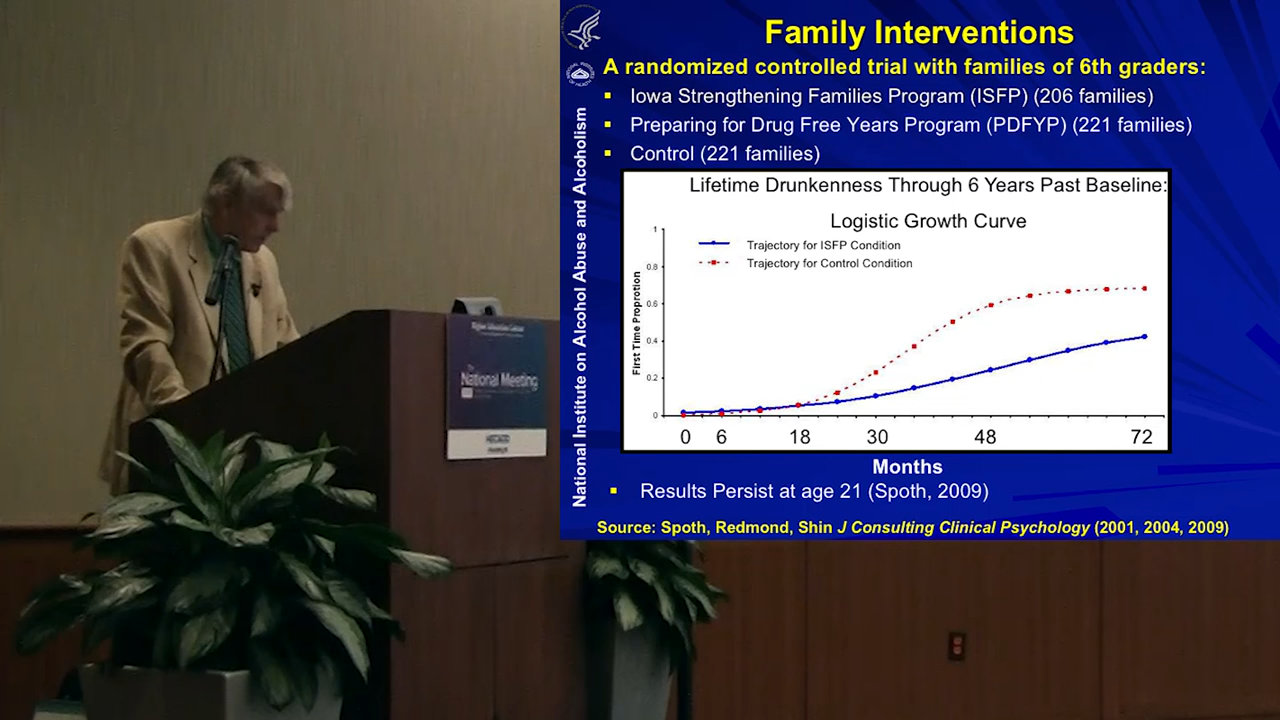 Family Interventions
A randomized controlled trial with families of 6th graders:
▪ Iowa Strengthening Families Program (ISFP) (206 families)
▪ Preparing for Drug Free Years Program (PDFYP) (221 families)
▪ Control (221 families)
National Institute on Alcohol Abuse and Alcoholism
Lifetime Drunkenness Through 6 Years Past Baseline:
Logistic Growth Curve
Trajectory for ISFP Condition
Trajectory for Control Condition
First Time Proprotion
1
0.8
0.6
0.4
0.2
0
0 6 18 30 48 72
Months
▪ Results Persist at age 21 (Spoth, 2009)
Source: Spoth, Redmond, Shin J Consulting Clinical Psychology (2001, 2004, 2009)
National Meeting